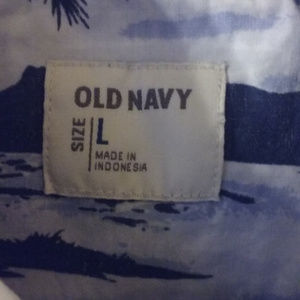 OLD NAVY
SIZE
L
MADE IN
INDONESIA